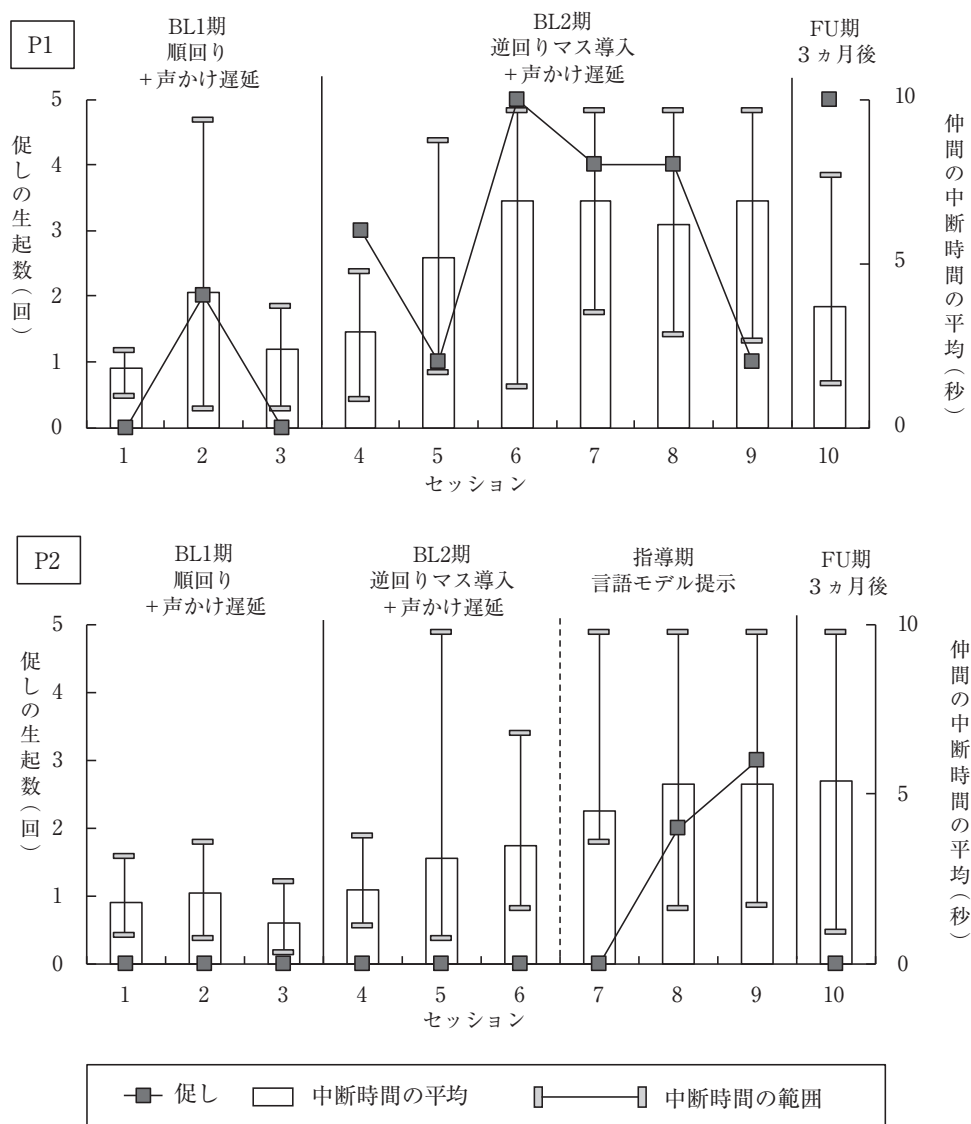 P1
BL1期
順回り
+声かけ遅延
BL2期
逆回りマス導入
+声かけ遅延
FU期
3ヵ月後
促しの生起数(回)
5
4
3
2
1
0
仲間の中断時間の平均(秒)
10
5
0
1 2 3 4 5 6 7 8 9 10
セッション
P2
BL1期
順回り
+声かけ遅延
BL2期
逆回りマス導入
+声かけ遅延
指導期
言語モデル提示
FU期
3ヵ月後
促しの生起数(回)
5
4
3
2
1
0
仲間の中断時間の平均(秒)
10
5
0
1 2 3 4 5 6 7 8 9 10
セッション
促し 中断時間の平均 中断時間の範囲